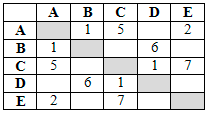 A B C D E
A 1 5 2
B 1 6
C 5 1 7
D 6 1
E 2 7